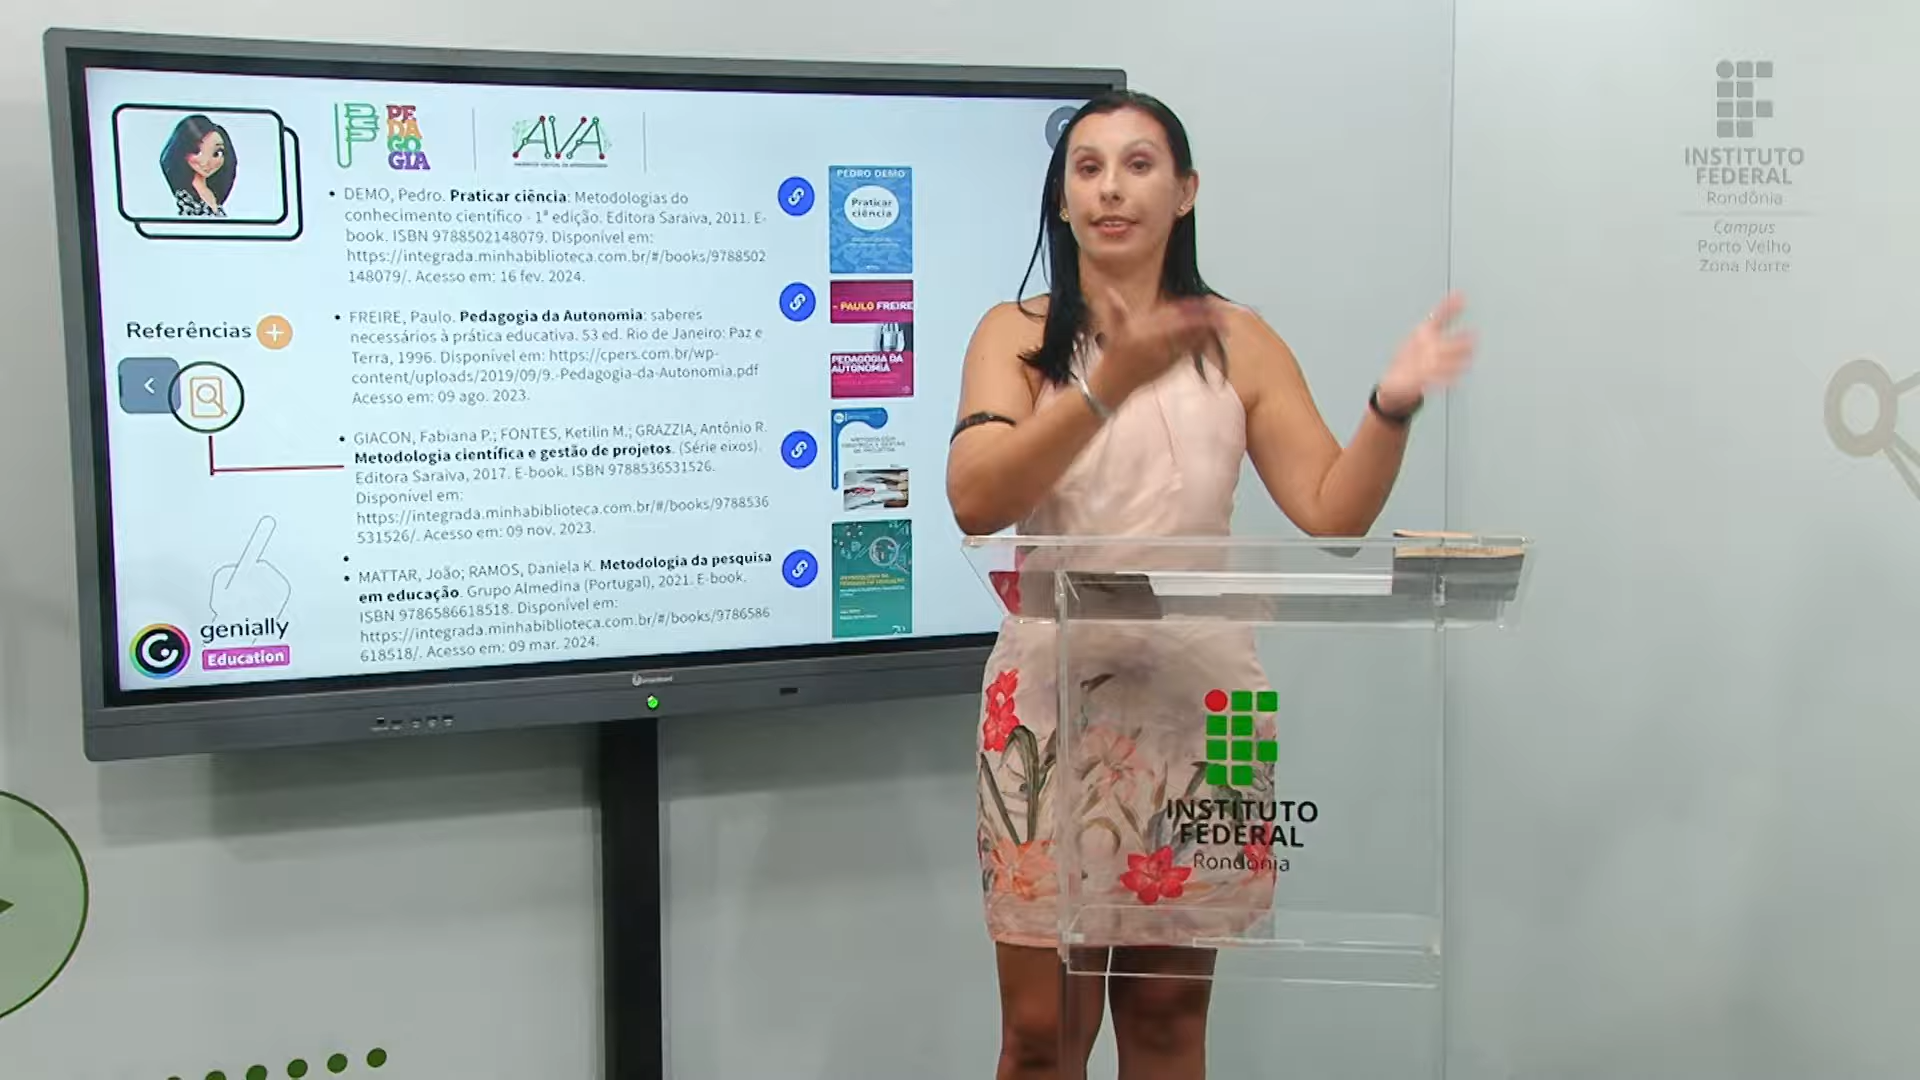 PE
DA
GO
GIA
AVA
• DEMO, Pedro. Praticar ciência: Metodologias do
conhecimento científico - 1ª edição. Editora Saraiva, 2011. E-
book. ISBN 9788502148079. Disponível em:
https://integrada.minhabiblioteca.com.br/#/books/9788502
148079/. Acesso em: 16 fev. 2024.
PEDRO DEMO
Praticar
ciência
Referências
• FREIRE, Paulo. Pedagogia da Autonomia: saberes
necessários à prática educativa. 53 ed. Rio de Janeiro: Paz e
Terra, 1996. Disponível em: https://cpers.com.br/wp-
content/uploads/2019/09/9.-Pedagogia-da-Autonomia.pdf
Acesso em: 09 ago. 2023.
PAULO FREIRE
PEDAGOGIA DA
AUTONOMIA
• GIACON, Fabiana P.; FONTES, Ketilin M.; GRAZZIA, Antônio R.
Metodologia científica e gestão de projetos. (Série eixos).
Editora Saraiva, 2017. E-book. ISBN 9788536531526.
Disponível em:
https://integrada.minhabiblioteca.com.br/#/books/9788536
531526/. Acesso em: 09 nov. 2023.
•
• MATTAR, João; RAMOS, Daniela K. Metodologia da pesquisa
em educação. Grupo Almedina (Portugal), 2021. E-book.
ISBN 9786586618518. Disponível em:
https://integrada.minhabiblioteca.com.br/#/books/9786586
618518/. Acesso em: 09 mar. 2024.
genially
Education
INSTITUTO
FEDERAL
Rondônia
Campus
Porto Velho
Zona Norte
INSTITUTO
FEDERAL
Rondônia